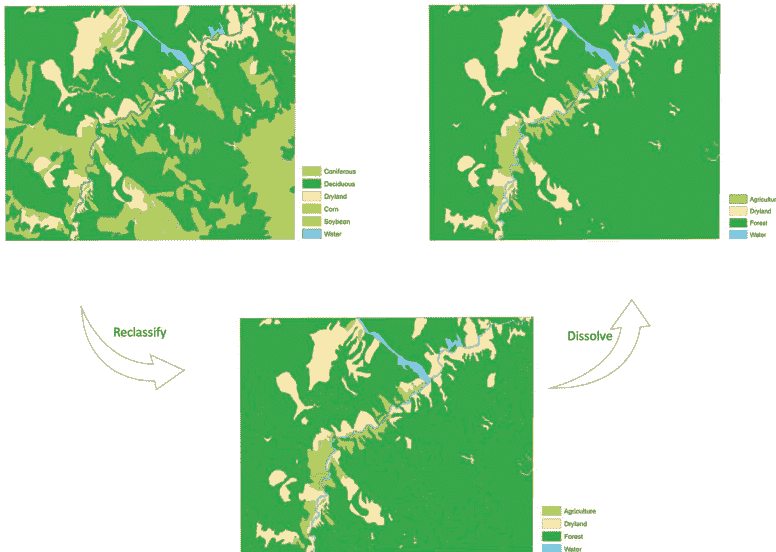 Coniferous
Deciduous
Dryland
Corn
Soybean
Water
Agriculture
Dryland
Forest
Water
Reclassify
Dissolve
Agriculture
Dryland
Forest
Water